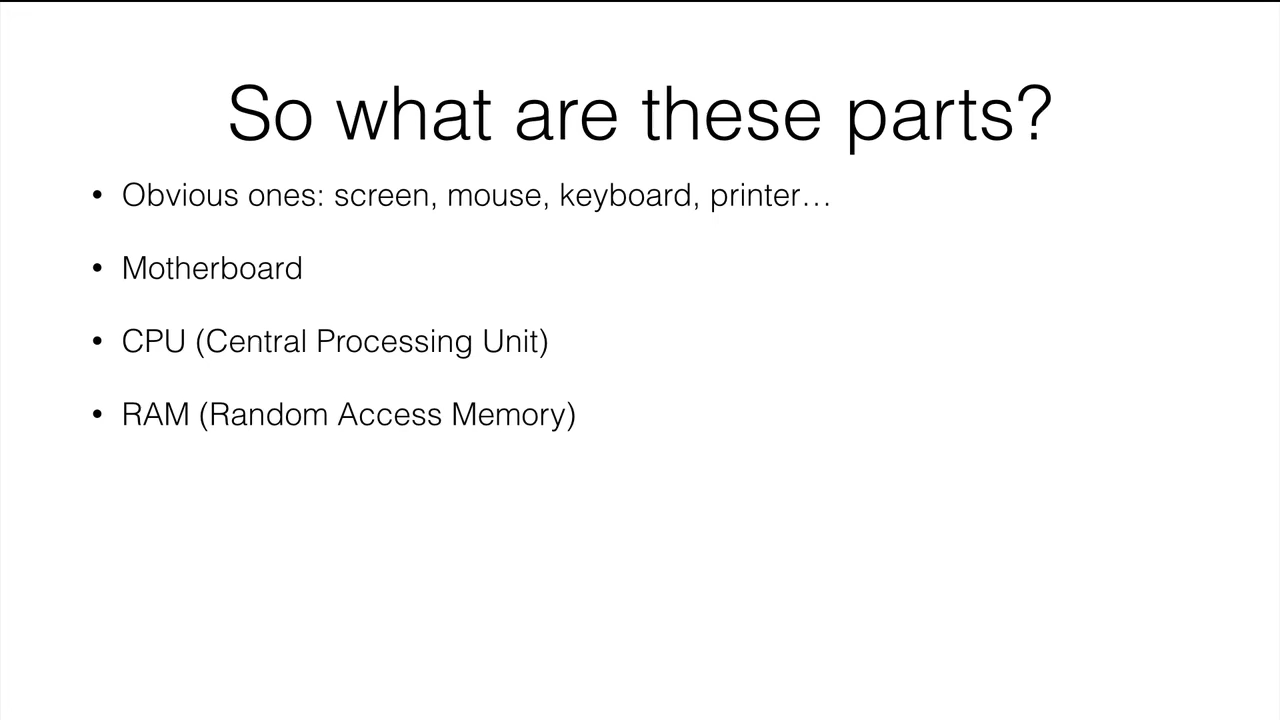 So what are these parts?
• Obvious ones: screen, mouse, keyboard, printer…
• Motherboard
• CPU (Central Processing Unit)
• RAM (Random Access Memory)